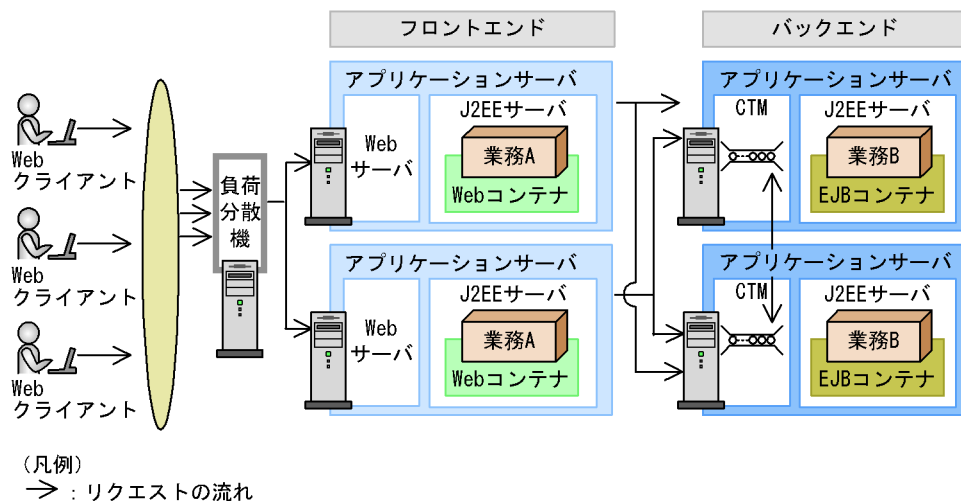 フロントエンド
バックエンド
Web
クライアント
Web
クライアント
Web
クライアント
負荷
分散
機
アプリケーションサーバ
Web
サーバ
J2EEサーバ
業務A
Webコンテナ
アプリケーションサーバ
Web
サーバ
J2EEサーバ
業務A
Webコンテナ
アプリケーションサーバ
CTM
J2EEサーバ
業務B
EJBコンテナ
アプリケーションサーバ
CTM
J2EEサーバ
業務B
EJBコンテナ
（凡例）
：リクエストの流れ